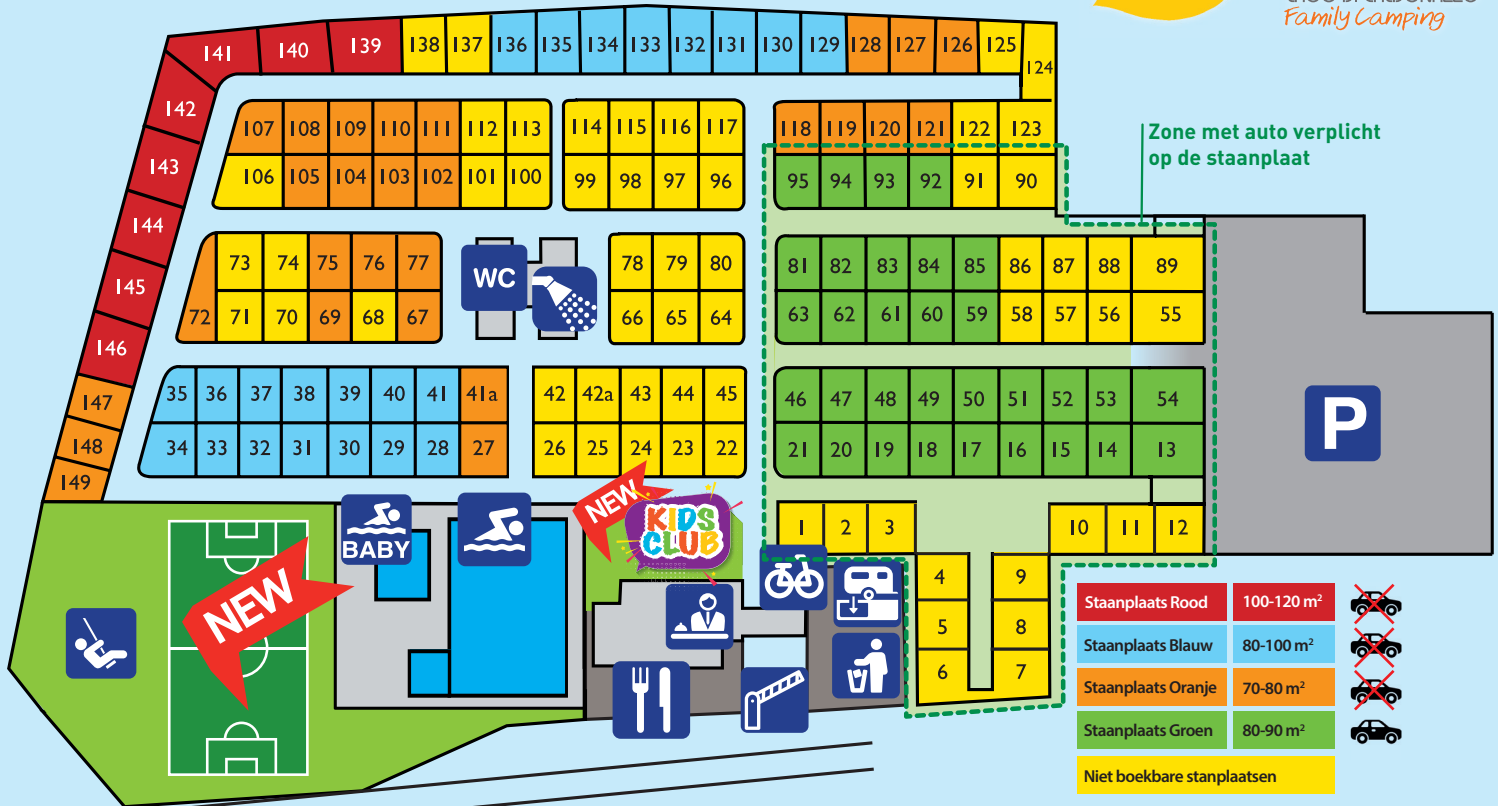 Family Camping
141 140 139 138 137 136 135 134 133 132 131 130 129 128 127 126 125
124
142
107 108 109 110 111 112 113 114 115 116 117 118 119 120 121 122 123
Zone met auto verplicht
op de staanplaat
143
106 105 104 103 102 101 100 99 98 97 96 95 94 93 92 91 90
144
73 74 75 76 77 WC 78 79 80 81 82 83 84 85 86 87 88 89
145
72 71 70 69 68 67 66 65 64 63 62 61 60 59 58 57 56 55
146
147
35 36 37 38 39 40 41 41a 42 42a 43 44 45 46 47 48 49 50 51 52 53 54
P
148
34 33 32 31 30 29 28 27 26 25 24 23 22 21 20 19 18 17 16 15 14 13
149
NEW
KIDS
CLUB
1 2 3 10 11 12
BABY
NEW
4 9
5 8
6 7
Staanplaats Rood 100-120 m²
Staanplaats Blauw 80-100 m²
Staanplaats Oranje 70-80 m²
Staanplaats Groen 80-90 m²
Niet boekbare stanplaatsen